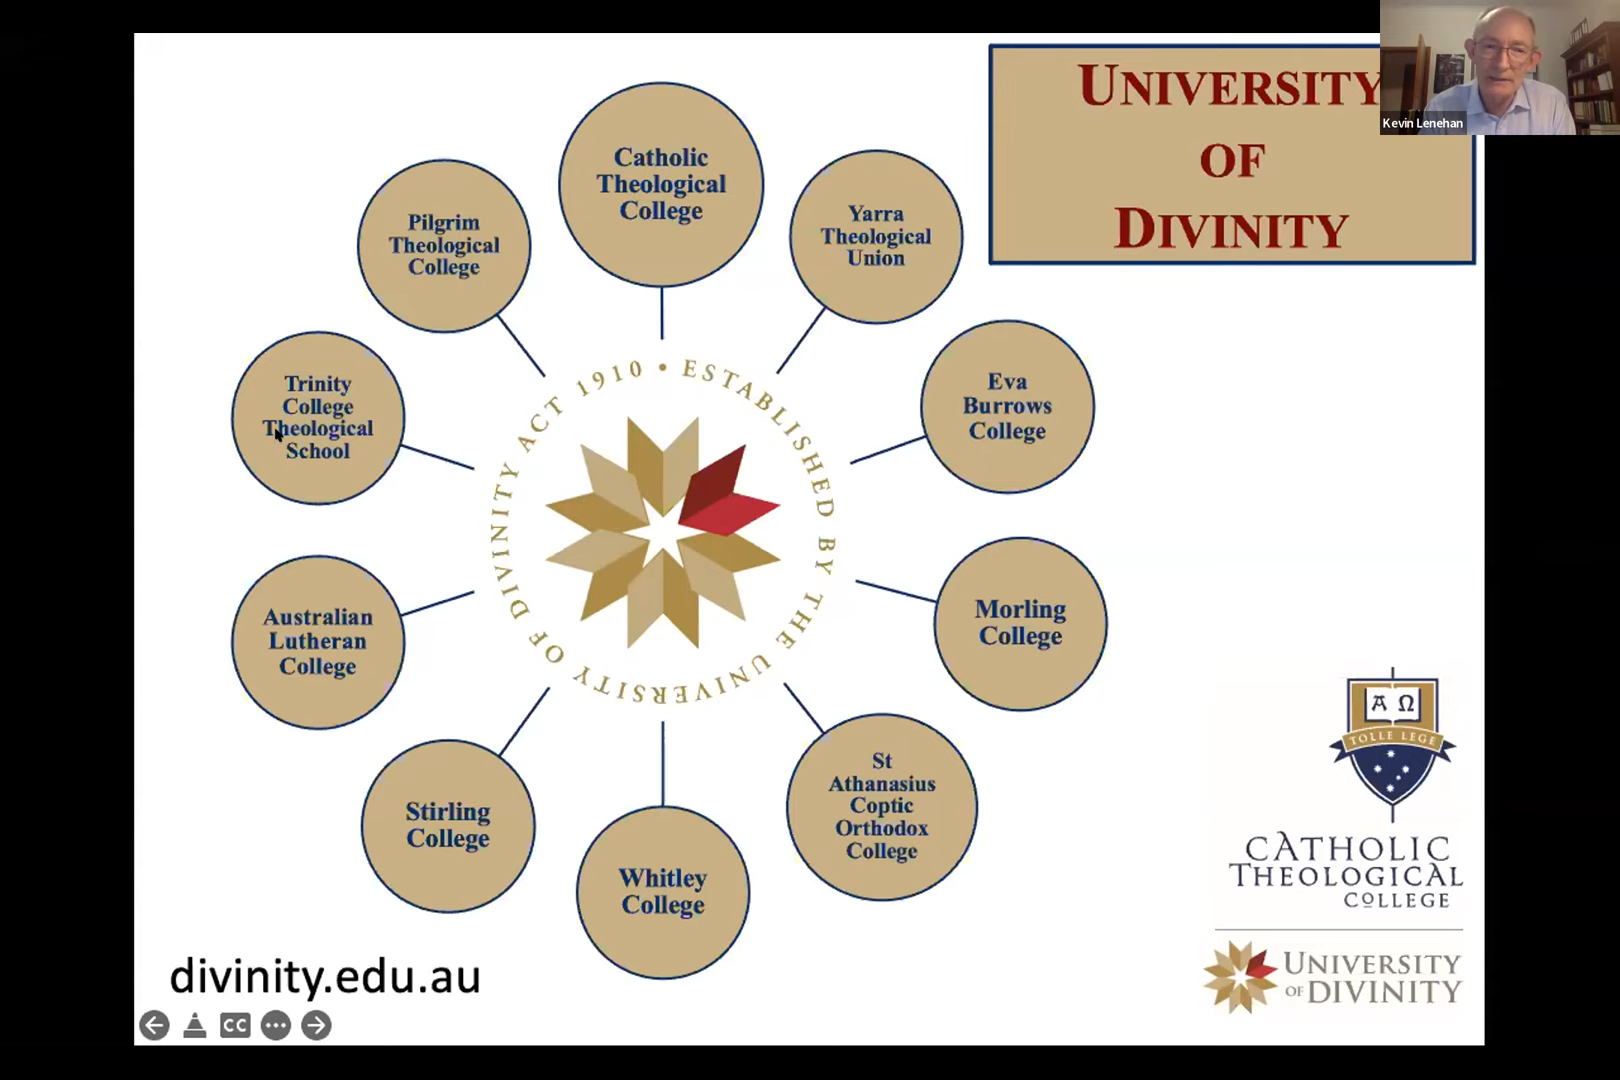 UNIVERSITY
OF
DIVINITY
Kevin Lenehan
Catholic
Theological
College
Yarra
Theological
Union
Eva
Burrows
College
Morling
College
St
Athanasius
Coptic
Orthodox
College
Whitley
College
Stirling
College
Australian
Lutheran
College
Trinity
College
Theological
School
Pilgrim
Theological
College
• ESTABLISHED BY THE UNIVERSITY OF DIVINITY ACT 1910
Α Ω
TOLLE LEGE
CATHOLIC
THEOLOGICAL
COLLEGE
UNIVERSITY
OF DIVINITY
divinity.edu.au
CC